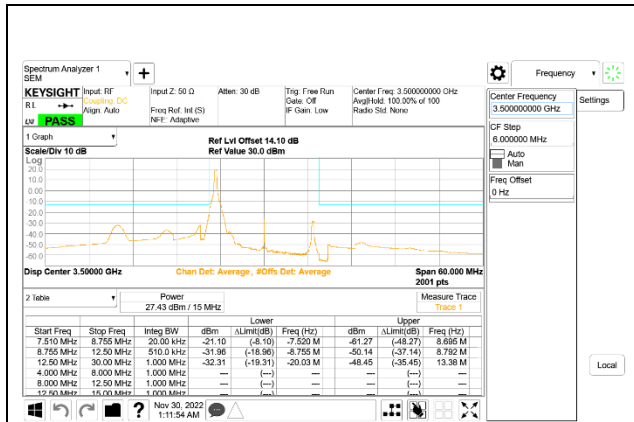 Spectrum Analyzer 1
SEM
Frequency
KEYSIGHT Input: RF Input Z: 50 Ω Atten: 30 dB Trig: Free Run Center Freq: 3.500000000 GHz
R L Coupling: DC Gate: Off Avg|Hold: 100.00% of 100
Align: Auto Freq Ref: Int (S) IF Gain: Low Radio Std: None
PASS NFE: Adaptive
Center Frequency
3.500000000 GHz
Settings
CF Step
6.000000 MHz
Auto
Man
Freq Offset
0 Hz
1 Graph
Scale/Div 10 dB
Ref Lvl Offset 14.10 dB
Ref Value 30.0 dBm
Log
20.0
10.0
0.00
-10.0
-20.0
-30.0
-40.0
-50.0
-60.0
Disp Center 3.50000 GHz Chan Det: Average , #Offs Det: Average Span 60.000 MHz
2001 pts
2 Table Power Measure Trace
27.43 dBm / 15 MHz Trace 1
Lower Upper
Start Freq Stop Freq Integ BW dBm ΔLimit(dB) Freq (Hz) dBm ΔLimit(dB) Freq (Hz)
7.510 MHz 8.755 MHz 20.00 kHz -21.10 (-8.10) -7.520 M -61.27 (-48.27) 8.695 M
8.755 MHz 12.50 MHz 510.0 kHz -31.96 (-18.96) -8.755 M -50.14 (-37.14) 8.792 M
12.50 MHz 30.00 MHz 1.000 MHz -32.31 (-19.31) -20.03 M -48.45 (-35.45) 13.38 M
4.000 MHz 8.000 MHz 1.000 MHz --- (---) --- (---)
8.000 MHz 12.50 MHz 1.000 MHz --- (---) --- (---)
12.50 MHz 15.00 MHz 1.000 MHz --- (---) --- (---)
Local
Nov 30, 2022
1:11:54 AM